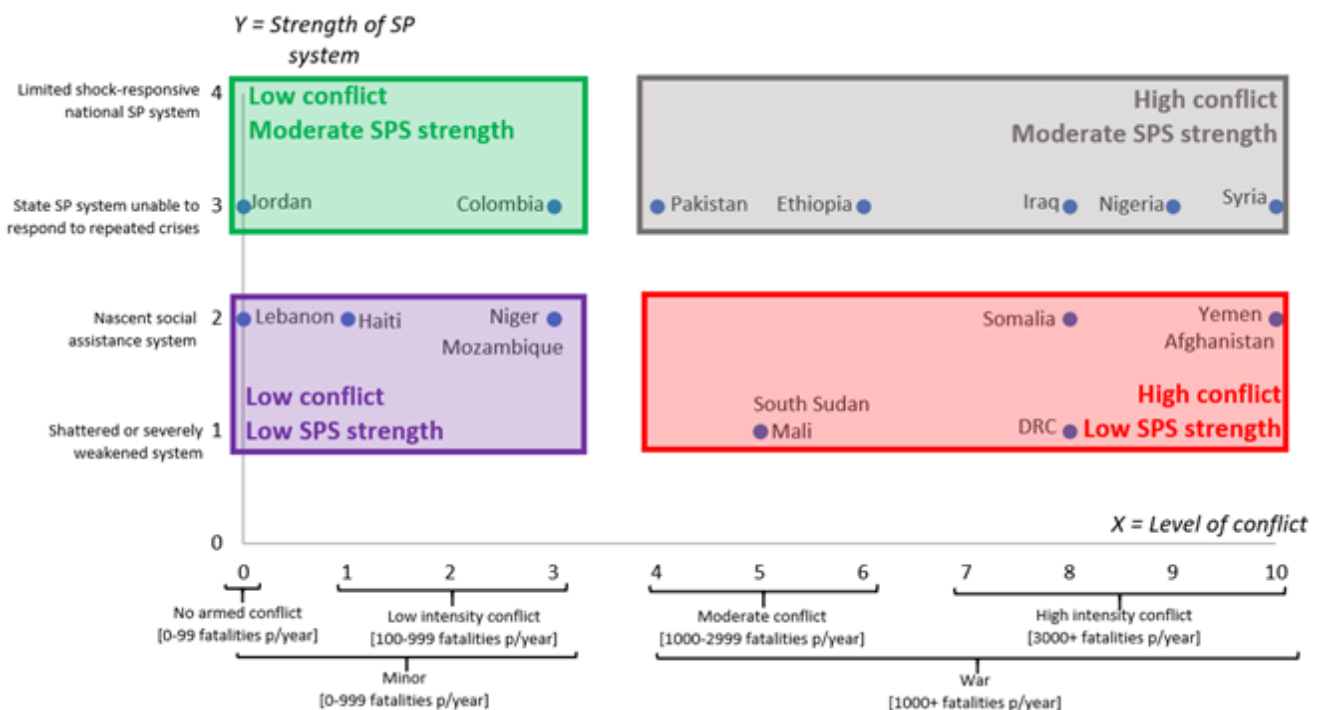 Y = Strength of SP
system
Limited shock-responsive
national SP system
4
Low conflict
Moderate SPS strength
High conflict
Moderate SPS strength
State SP system unable to
respond to repeated crises
3
Jordan
Colombia
Pakistan
Ethiopia
Iraq
Nigeria
Syria
Nascent social
assistance system
2
Lebanon
Haiti
Niger
Mozambique
Somalia
Yemen
Afghanistan
Low conflict
Low SPS strength
High conflict
Low SPS strength
Shattered or severely
weakened system
1
South Sudan
Mali
DRC
0
X = Level of conflict
0 1 2 3 4 5 6 7 8 9 10
No armed conflict
[0-99 fatalities p/year]
Low intensity conflict
[100-999 fatalities p/year]
Moderate conflict
[1000-2999 fatalities p/year]
High intensity conflict
[3000+ fatalities p/year]
Minor
[0-999 fatalities p/year]
War
[1000+ fatalities p/year]